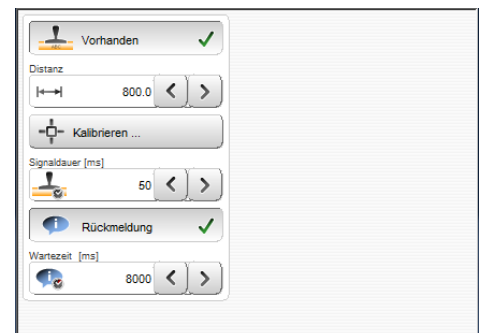 Vorhanden
Distanz
800.0
Kalibrieren ...
Signaldauer [ms]
50
Rückmeldung
Wartezeit [ms]
8000